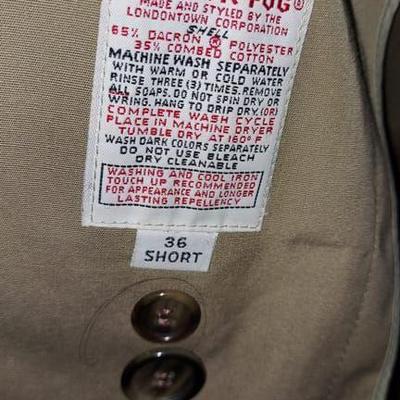 FOG®
MADE AND STYLED BY THE
LONDONTOWN CORPORATION
SHELL
65% DACRON ® POLYESTER
35% COMBED COTTON
MACHINE WASH SEPARATELY
WITH WARM OR COLD WATER
RINSE THREE (3) TIMES. REMOVE
ALL SOAPS. DO NOT SPIN DRY OR
WRING. HANG TO DRIP DRY. (OR)
COMPLETE WASH CYCLE
PLACE IN MACHINE DRYER
TUMBLE DRY AT 160° F
WASH DARK COLORS SEPARATELY
DO NOT USE BLEACH
DRY CLEANABLE
WASHING AND COOL IRON
TOUCH UP RECOMMENDED
FOR APPEARANCE AND LONGER
LASTING REPELLENCY
36
SHORT